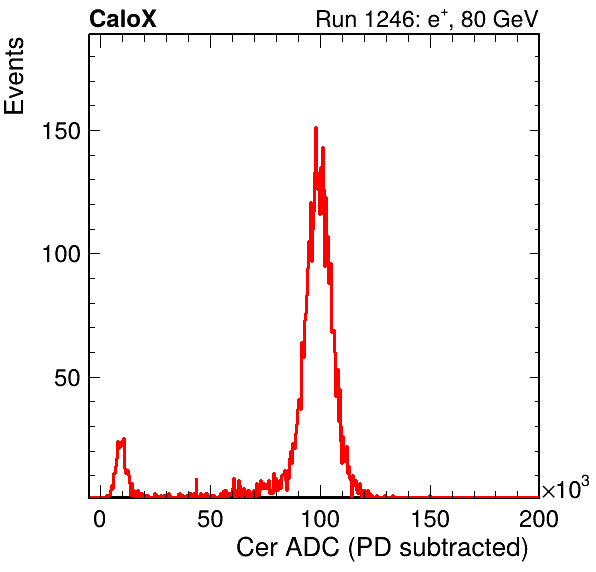 CaloX Run 1246: e⁺, 80 GeV
Events
150
100
50
0 50 100 150 200
×10³
Cer ADC (PD subtracted)